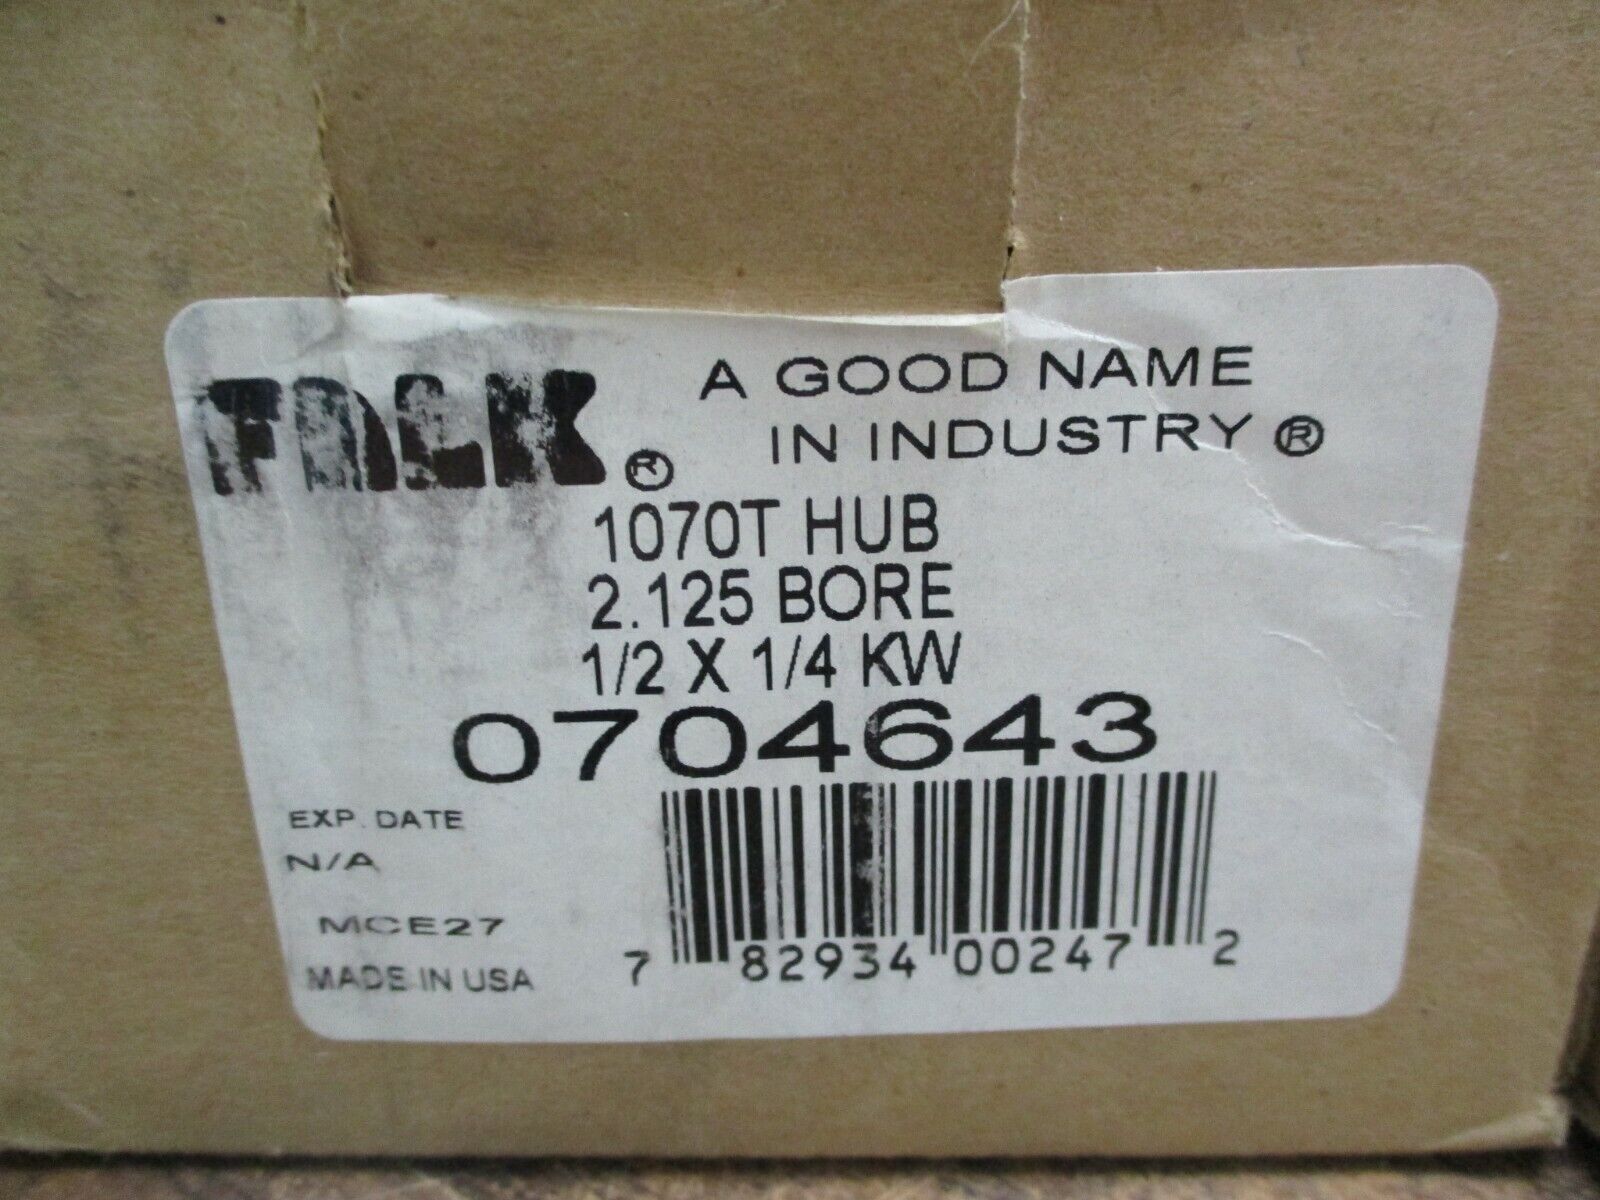 FALK®
A GOOD NAME
IN INDUSTRY ®
1070T HUB
2.125 BORE
1/2 X 1/4 KW
0704643
EXP. DATE
N/A
MCE27
MADE IN USA
7 82934 00247 2